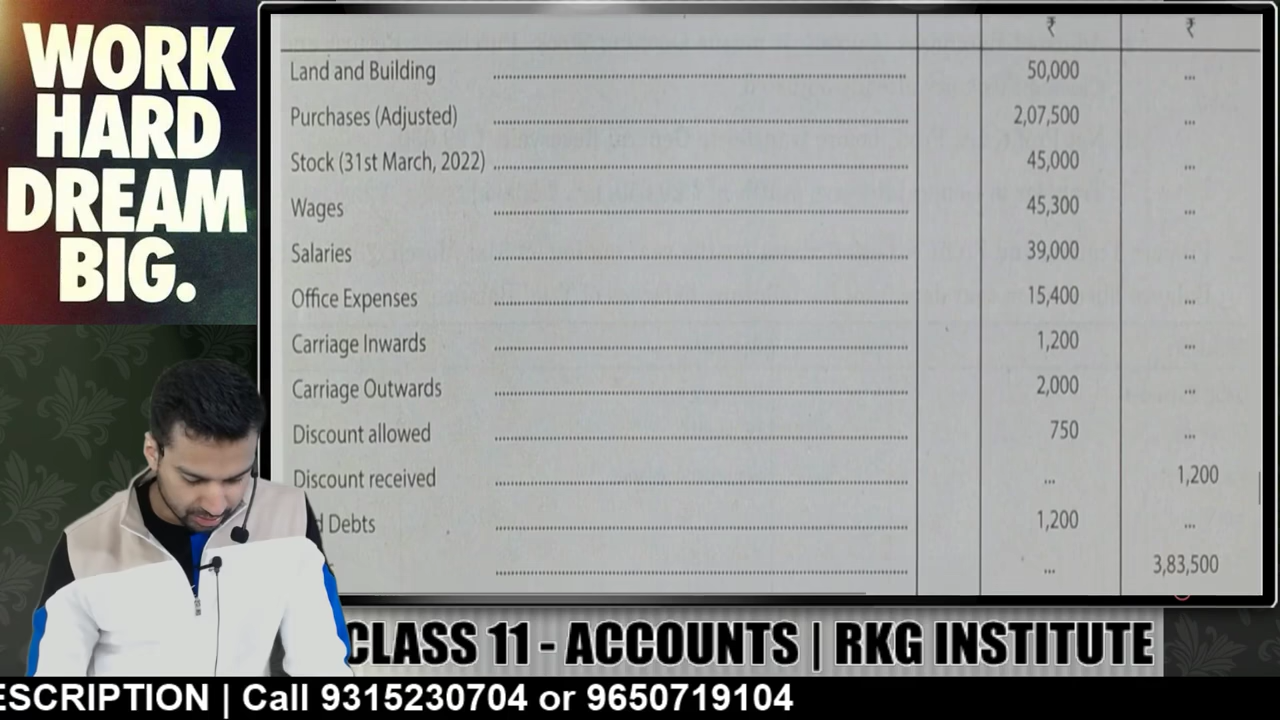 WORK
HARD
DREAM
BIG.
₹ ₹
Land and Building 50,000 ...
Purchases (Adjusted) 2,07,500 ...
Stock (31st March, 2022) 45,000 ...
Wages 45,300 ...
Salaries 39,000 ...
Office Expenses 15,400 ...
Carriage Inwards 1,200 ...
Carriage Outwards 2,000 ...
Discount allowed 750 ...
Discount received ... 1,200
Debts 1,200 ...
... 3,83,500
CLASS 11 - ACCOUNTS | RKG INSTITUTE
ESCRIPTION | Call 9315230704 or 9650719104